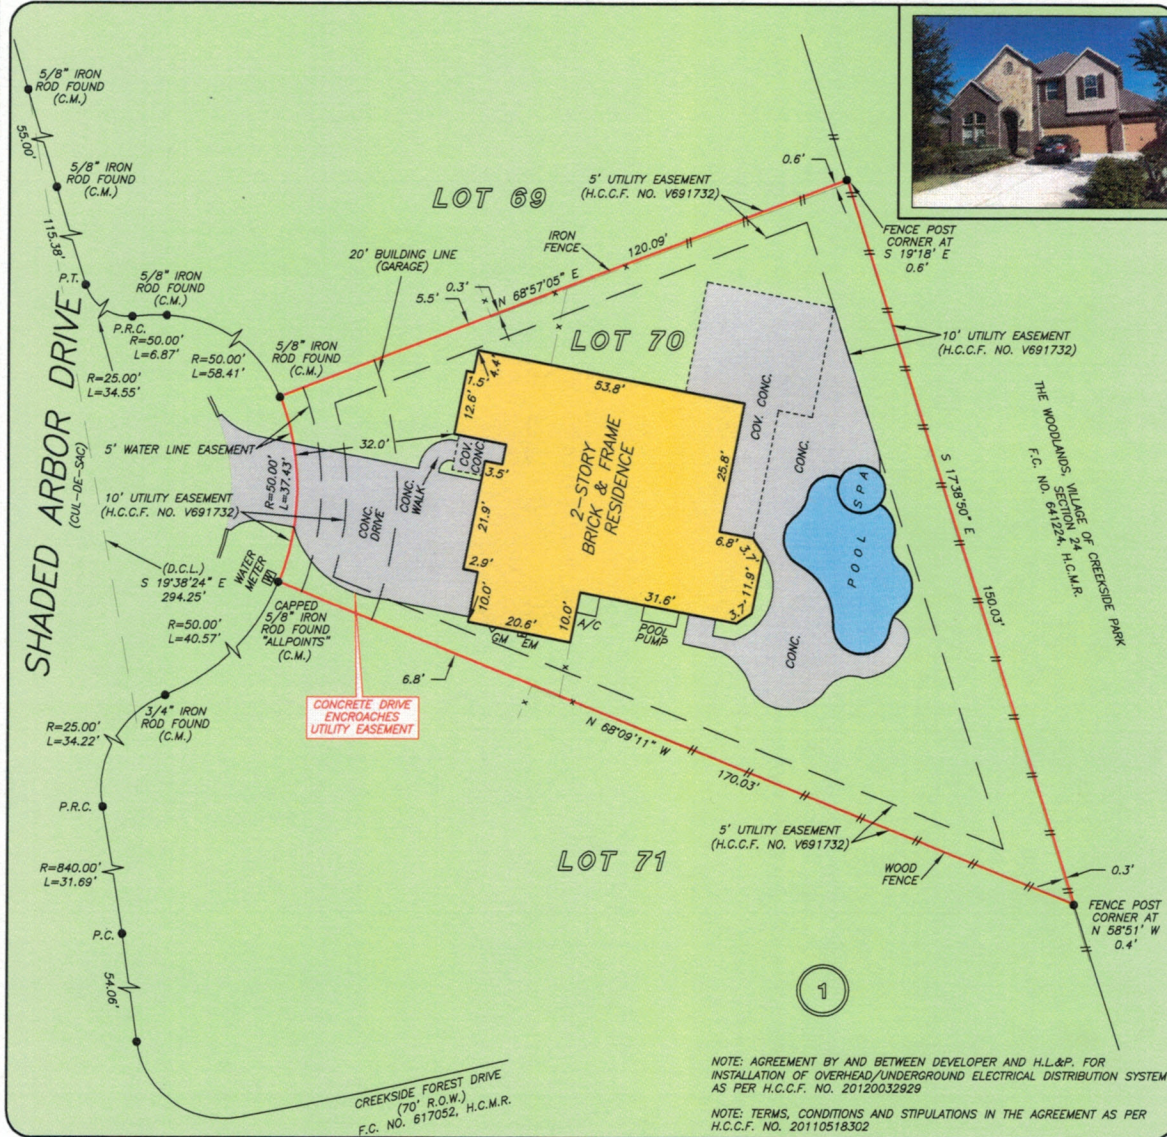 5/8" IRON
ROD FOUND
(C.M.)
55.00'
5/8" IRON
ROD FOUND
(C.M.)
115.38'
P.T.
5/8" IRON
ROD FOUND
(C.M.)
P.R.C.
R=50.00'
L=6.87'
R=50.00'
L=58.41'
R=25.00'
L=34.55'
5/8" IRON
ROD FOUND
(C.M.)
LOT 69
20' BUILDING LINE
(GARAGE)
5.5'
0.3'
N 68°57'05" E
120.09'
IRON
FENCE
5' UTILITY EASEMENT
(H.C.C.F. NO. V691732)
0.6'
FENCE POST
CORNER AT
S 19°18' E
0.6'
10' UTILITY EASEMENT
(H.C.C.F. NO. V691732)
THE WOODLANDS, VILLAGE OF CREEKSIDE PARK
SECTION 24
F.C. NO. 641224, H.C.M.R.
S 17°38'50" E
150.03'
LOT 70
53.8'
4.4'
1.5'
12.6'
COV.
CONC.
3.5'
21.9'
2.9'
10.0'
20.6'
10.0'
31.6'
3.7'
11.9'
3.7'
6.8'
25.8'
2-STORY
BRICK & FRAME
RESIDENCE
COV. CONC.
CONC.
SPA
POOL
CONC.
A/C
POOL
PUMP
GM
EM
5' WATER LINE EASEMENT
32.0'
R=50.00'
L=37.43'
CONC.
WALK
CONC.
DRIVE
10' UTILITY EASEMENT
(H.C.C.F. NO. V691732)
SHADED ARBOR DRIVE
(CUL-DE-SAC)
(D.C.L.)
S 19°38'24" E
294.25'
WATER
METER
W
CAPPED
5/8" IRON
ROD FOUND
"ALLPOINTS"
(C.M.)
R=50.00'
L=40.57'
6.8'
CONCRETE DRIVE
ENCROACHES
UTILITY EASEMENT
3/4" IRON
ROD FOUND
(C.M.)
R=25.00'
L=34.22'
P.R.C.
R=840.00'
L=31.69'
P.C.
54.06'
N 68°09'11" W
170.03'
5' UTILITY EASEMENT
(H.C.C.F. NO. V691732)
WOOD
FENCE
LOT 71
0.3'
FENCE POST
CORNER AT
N 58°51' W
0.4'
1
CREEKSIDE FOREST DRIVE
(70' R.O.W.)
F.C. NO. 617052, H.C.M.R.
NOTE: AGREEMENT BY AND BETWEEN DEVELOPER AND H.L.&P. FOR
INSTALLATION OF OVERHEAD/UNDERGROUND ELECTRICAL DISTRIBUTION SYSTEM
AS PER H.C.C.F. NO. 20120032929
NOTE: TERMS, CONDITIONS AND STIPULATIONS IN THE AGREEMENT AS PER
H.C.C.F. NO. 20110518302